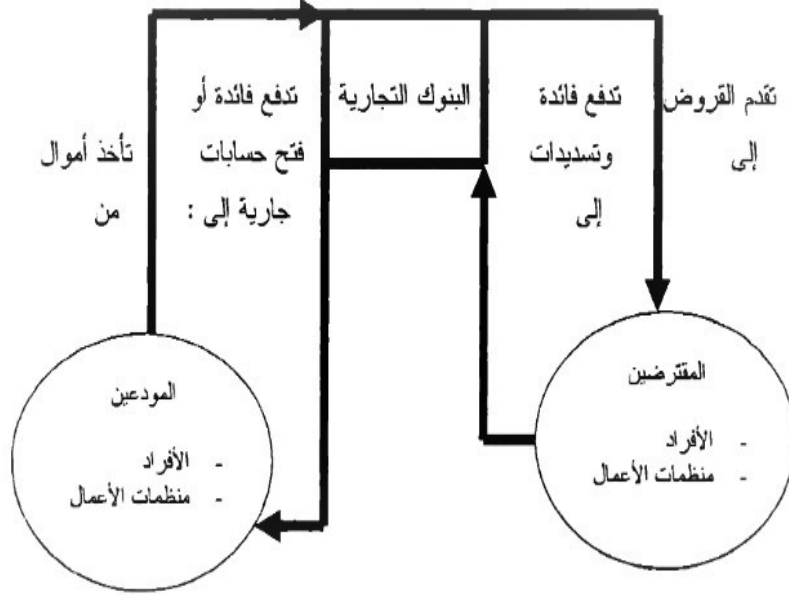 تقدم القروض
إلى
تدفع فائدة
وتسديدات
إلى
البنوك التجارية
تدفع فائدة أو
فتح حسابات
جارية إلى :
تأخذ أموال
من
المقترضين
- الأفراد
- منظمات الأعمال
المودعين
- الأفراد
- منظمات الأعمال